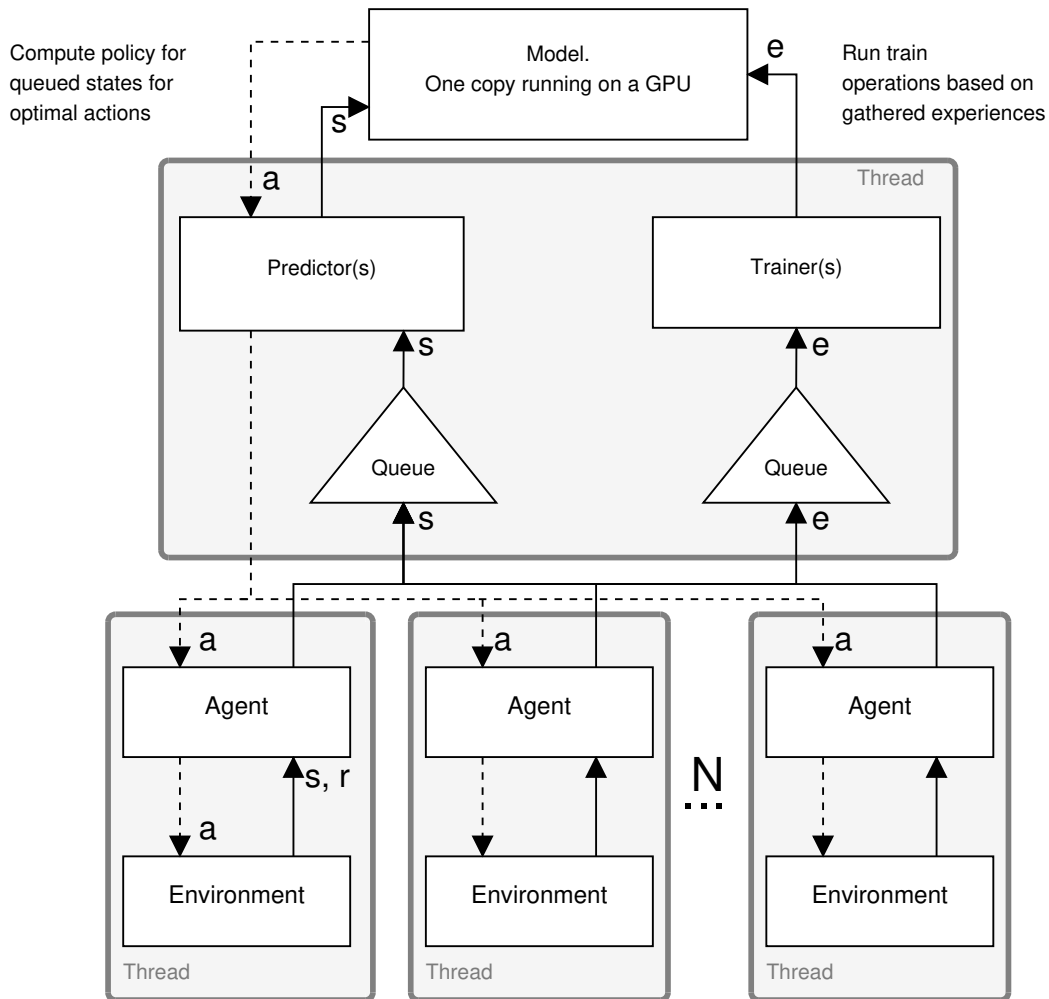 Compute policy for
queued states for
optimal actions
Model.
One copy running on a GPU
e
Run train
operations based on
gathered experiences
s
a
Thread
Predictor(s)
Trainer(s)
s
e
Queue
Queue
s
e
a
a
a
Agent
Agent
Agent
s, r
N
...
a
Environment
Environment
Environment
Thread
Thread
Thread